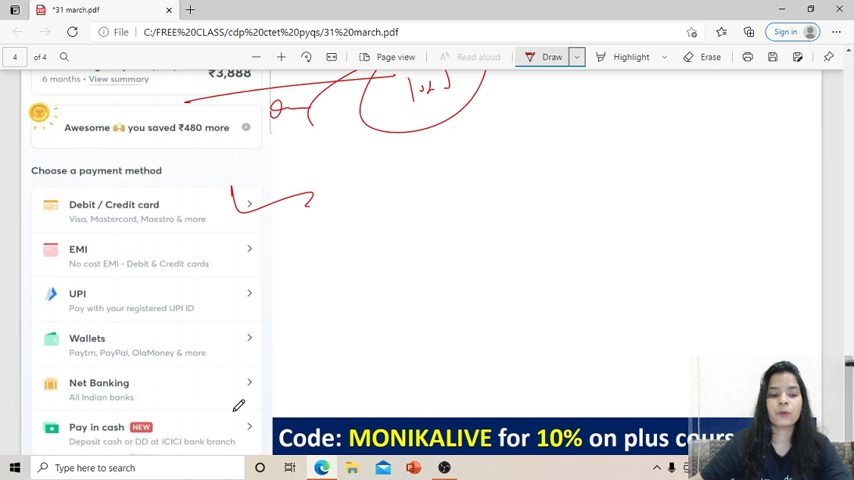 *31 march.pdf
File
C:/FREE%20CLASS/cdp%20ctet%20pyqs/31%20march.pdf
Sign in
4 of 4
Page view
Read aloud
Draw
Highlight
Erase
₹3,888
6 months • View summary
Awesome 🙌 you saved ₹480 more
Choose a payment method
Debit / Credit card
Visa, Mastercard, Maestro & more
EMI
No cost EMI - Debit & Credit cards
UPI
Pay with your registered UPI ID
Wallets
Paytm, PayPal, OlaMoney & more
Net Banking
All Indian banks
Pay in cash NEW
Deposit cash or DD at ICICI bank branch
Code: MONIKALIVE for 10% on plus cours
Type here to search